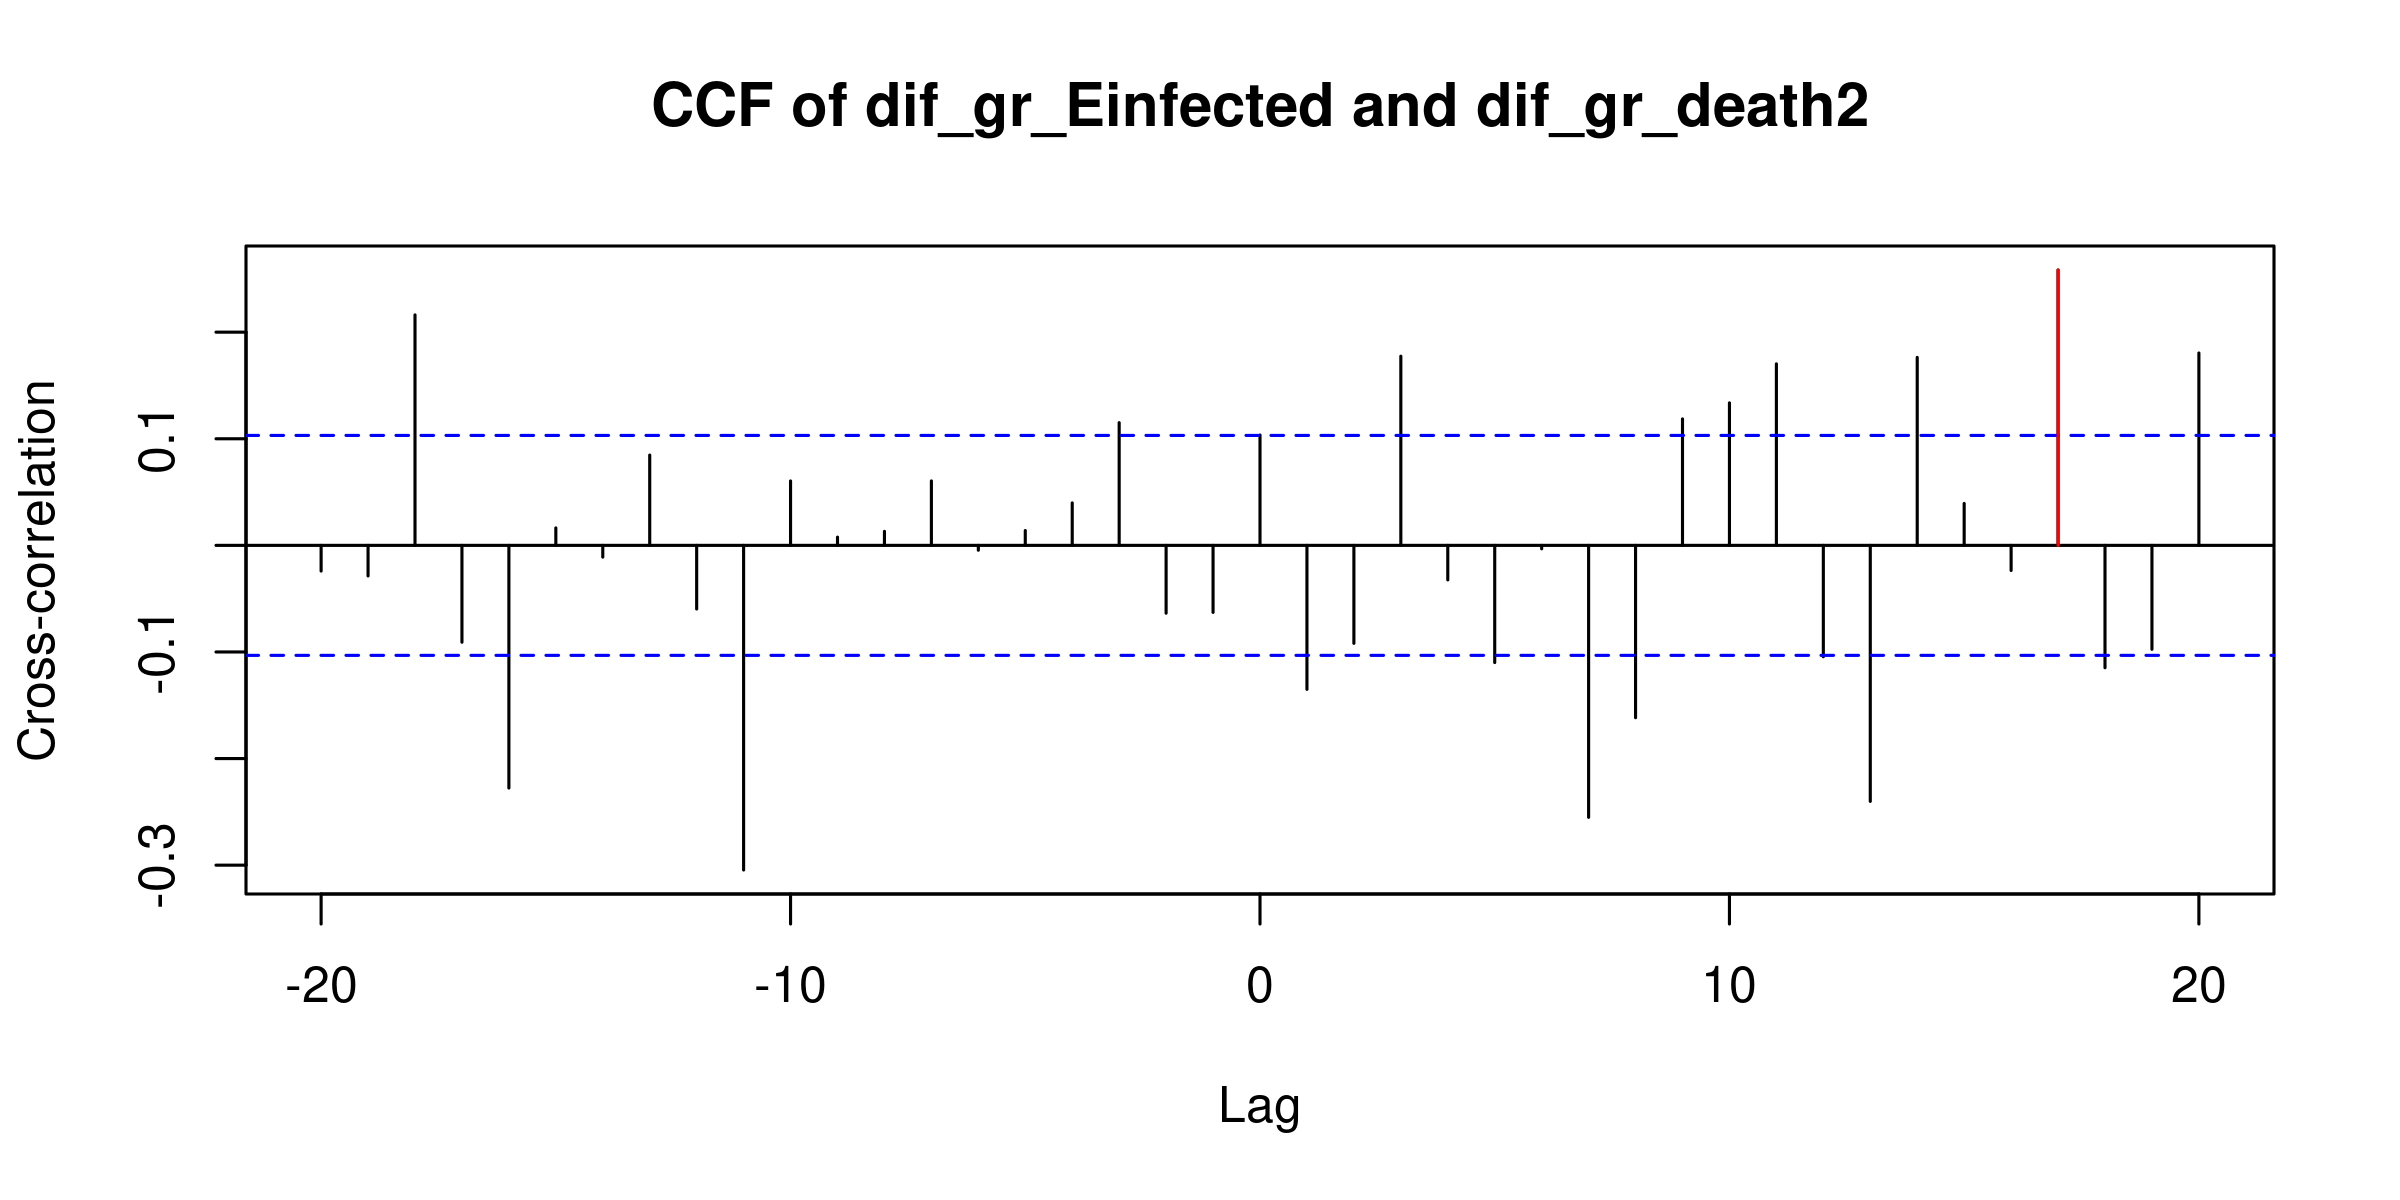 CCF of dif_gr_Einfected and dif_gr_death2
Cross-correlation
0.1
-0.1
-0.3
-20 -10 0 10 20
Lag